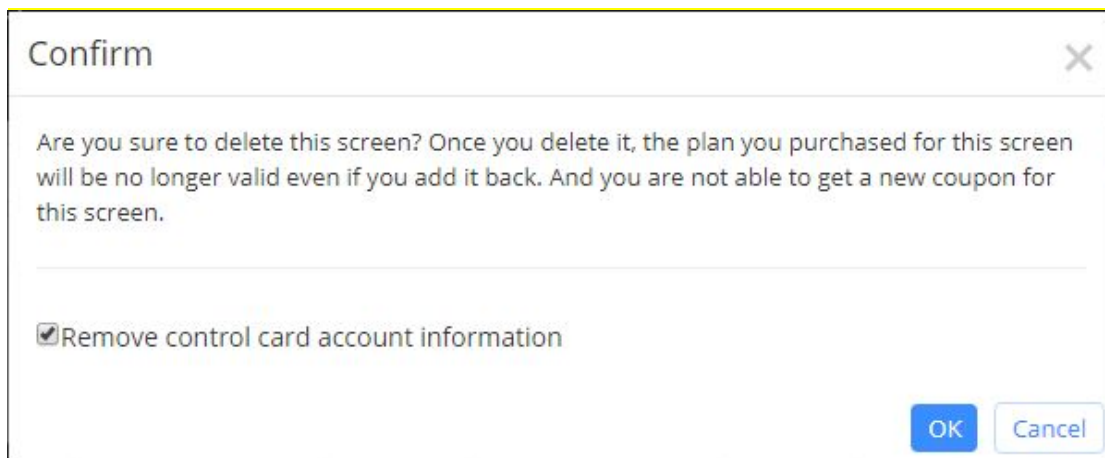 Confirm
Are you sure to delete this screen? Once you delete it, the plan you purchased for this screen
will be no longer valid even if you add it back. And you are not able to get a new coupon for
this screen.
Remove control card account information
OK Cancel